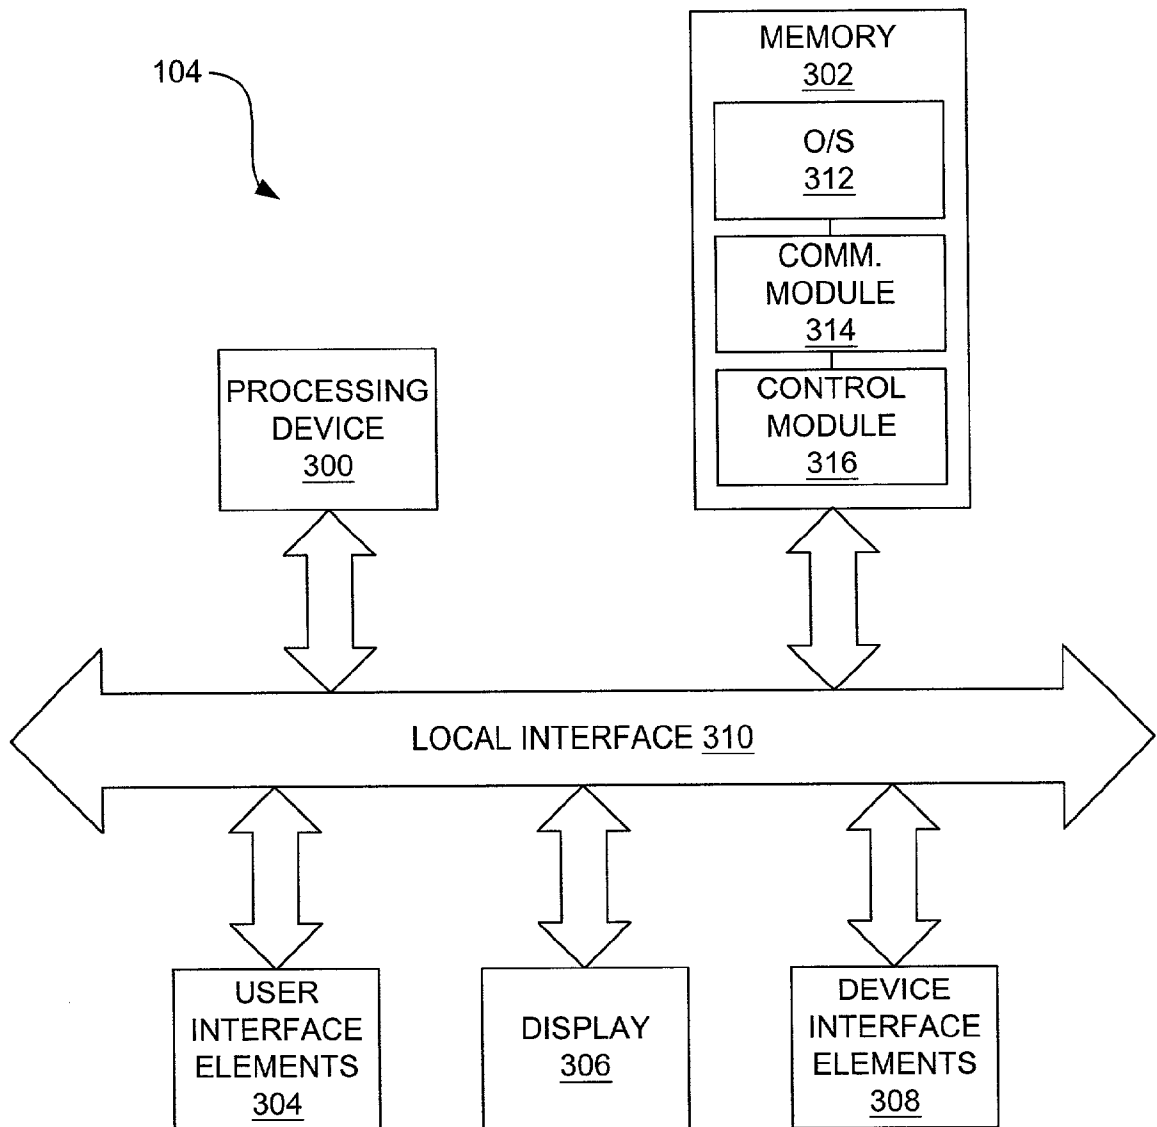 104
MEMORY
302
O/S
312
COMM.
MODULE
314
CONTROL
MODULE
316
PROCESSING
DEVICE
300
LOCAL INTERFACE 310
USER
INTERFACE
ELEMENTS
304
DISPLAY
306
DEVICE
INTERFACE
ELEMENTS
308